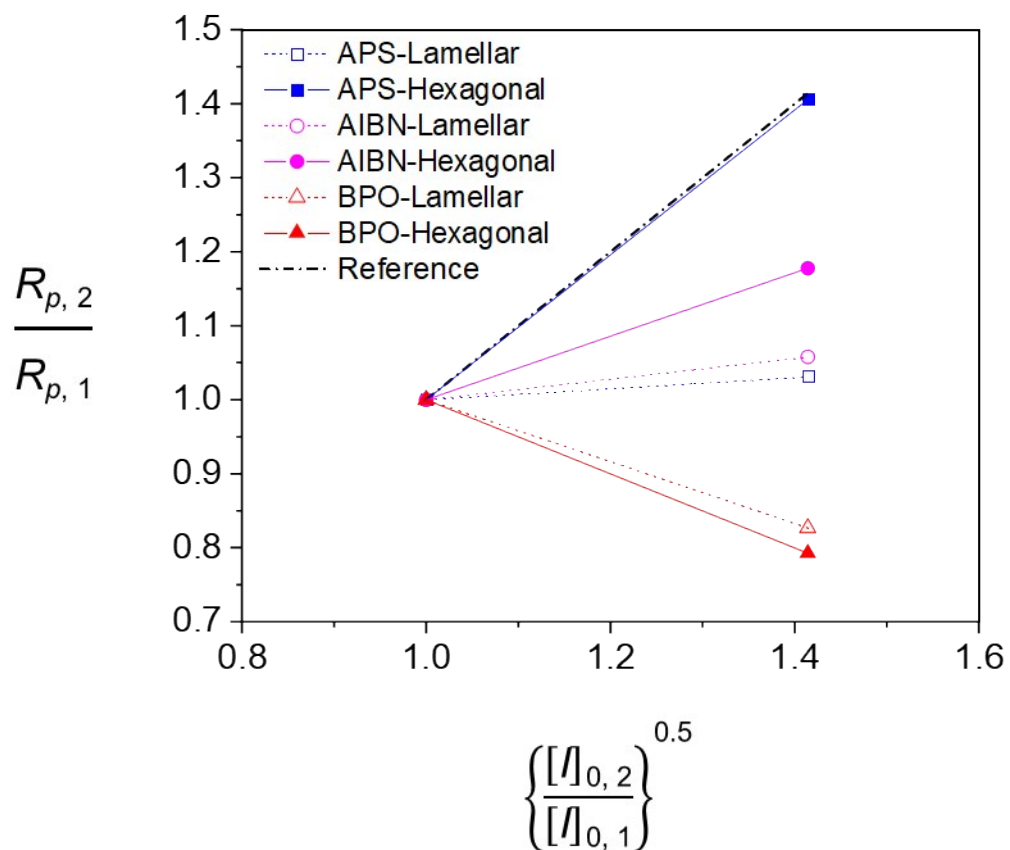 1.5
1.4
1.3
1.2
1.1
1.0
0.9
0.8
0.7
APS-Lamellar
APS-Hexagonal
AIBN-Lamellar
AIBN-Hexagonal
BPO-Lamellar
BPO-Hexagonal
Reference
R_{p, 2}
R_{p, 1}
0.8 1.0 1.2 1.4 1.6
{[I]_{0, 2}
[I]_{0, 1}}^{0.5}